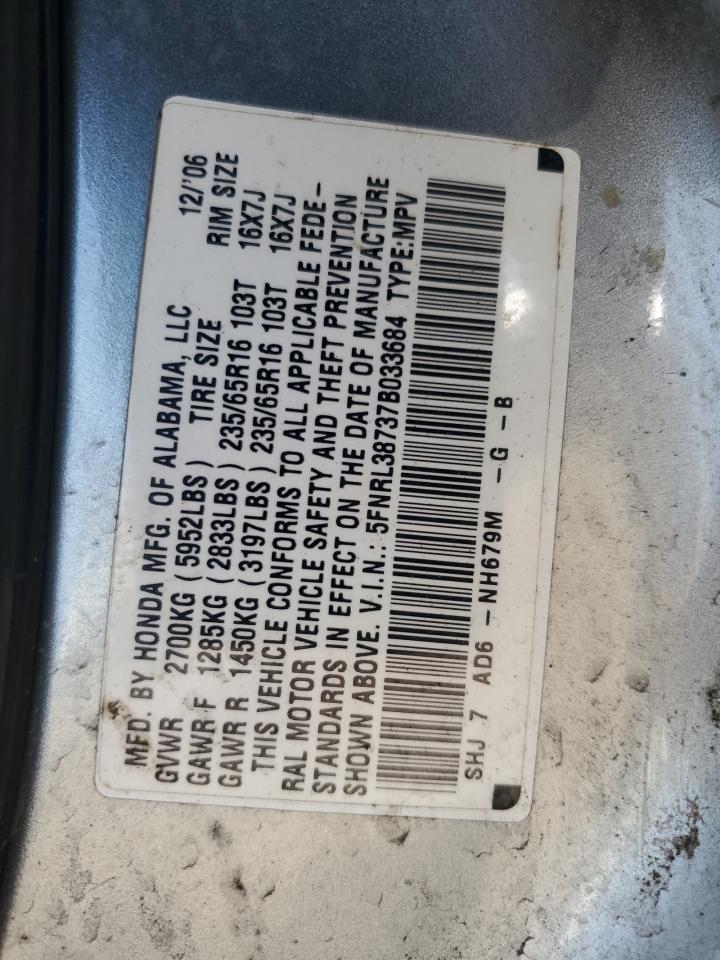 MFD. BY HONDA MFG. OF ALABAMA, LLC 12/'06
GVWR 2700KG (5952LBS) TIRE SIZE RIM SIZE
GAWR F 1285KG (2833LBS) 235/65R16 103T 16X7J
GAWR R 1450KG (3197LBS) 235/65R16 103T 16X7J
THIS VEHICLE CONFORMS TO ALL APPLICABLE FEDE-
RAL MOTOR VEHICLE SAFETY AND THEFT PREVENTION
STANDARDS IN EFFECT ON THE DATE OF MANUFACTURE
SHOWN ABOVE. V.I.N.: 5FNRL38737B033684 TYPE:MPV
SHJ 7 AD6 -NH679M -G -B